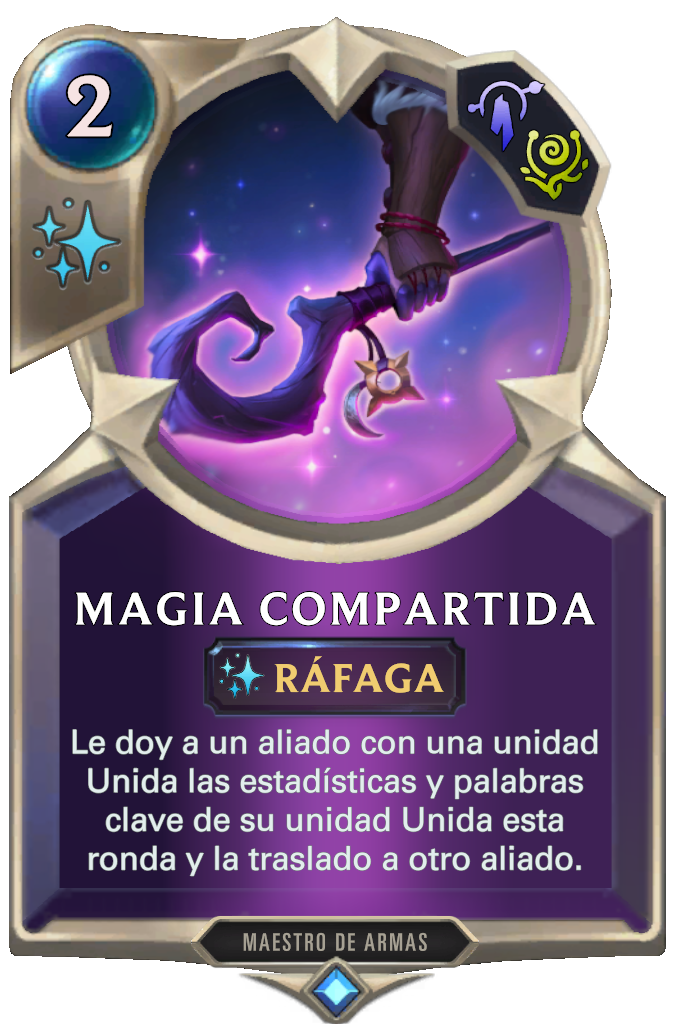 2
MAGIA COMPARTIDA
RÁFAGA
Le doy a un aliado con una unidad
Unida las estadísticas y palabras
clave de su unidad Unida esta
ronda y la traslado a otro aliado.
MAESTRO DE ARMAS